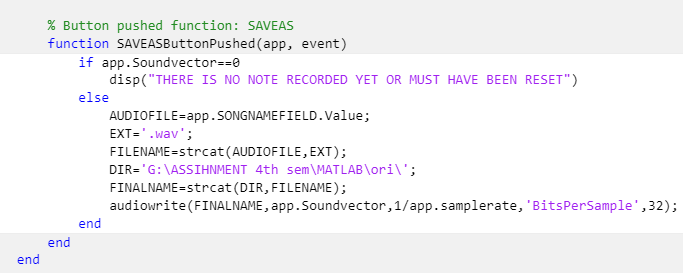 % Button pushed function: SAVEAS
function SAVEASButtonPushed(app, event)
if app.Soundvector==0
disp("THERE IS NO NOTE RECORDED YET OR MUST HAVE BEEN RESET")
else
AUDIOFILE=app.SONGNAMEFIELD.Value;
EXT='.wav';
FILENAME=strcat(AUDIOFILE,EXT);
DIR='G:\ASSIHNMENT 4th sem\MATLAB\ori\';
FINALNAME=strcat(DIR,FILENAME);
audiowrite(FINALNAME,app.Soundvector,1/app.samplerate,'BitsPerSample',32);
end
end
end